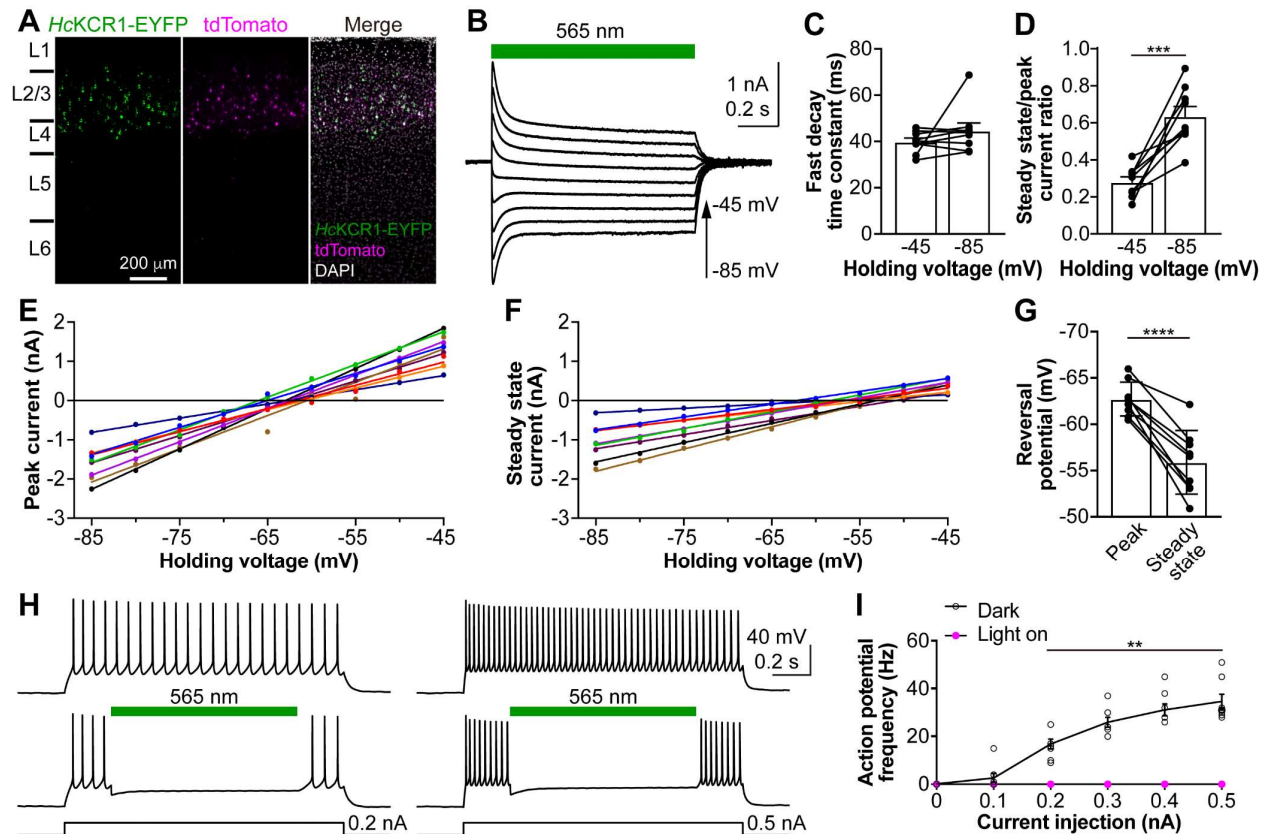 A
HcKCR1-EYFP
tdTomato
Merge
L1
L2/3
L4
L5
L6
200 μm
HcKCR1-EYFP
tdTomato
DAPI
B
565 nm
1 nA
0.2 s
-45 mV
-85 mV
C
Fast decay
time constant (ms)
80
60
40
20
0
-45 -85
Holding voltage (mV)
D
Steady state/peak
current ratio
1.0
0.8
0.6
0.4
0.2
0.0
***
-45 -85
Holding voltage (mV)
E
Peak current (nA)
2
1
0
-1
-2
-3
-85 -75 -65 -55 -45
Holding voltage (mV)
F
Steady state
current (nA)
2
1
0
-1
-2
-3
-85 -75 -65 -55 -45
Holding voltage (mV)
G
Reversal
potential (mV)
-70
-65
-60
-55
-50
****
Peak
Steady
state
H
40 mV
0.2 s
565 nm
565 nm
0.2 nA
0.5 nA
I
Dark
Light on
Action potential
frequency (Hz)
60
40
20
0
**
0 0.1 0.2 0.3 0.4 0.5
Current injection (nA)